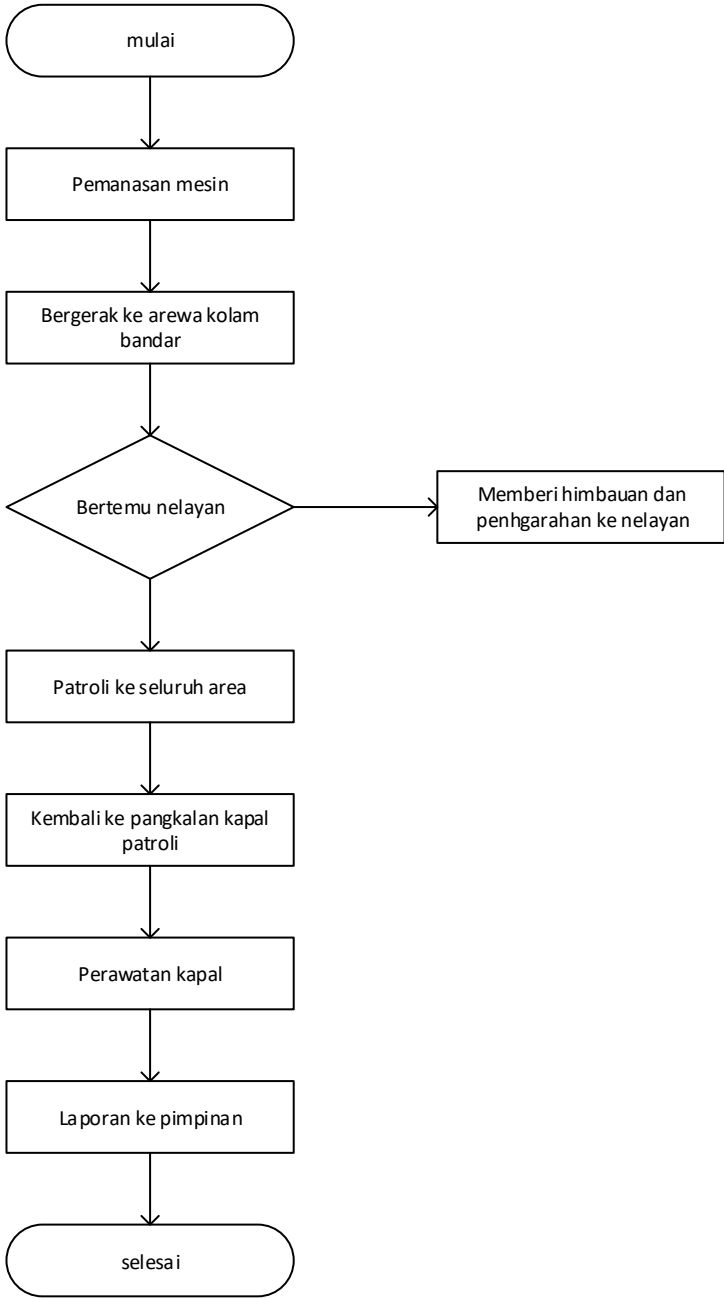 mulai
Pemanasan mesin
Bergerak ke arewa kolam
bandar
Bertemu nelayan
Memberi himbauan dan
penhgarahan ke nelayan
Patroli ke seluruh area
Kembali ke pangkalan kapal
patroli
Perawatan kapal
Laporan ke pimpinan
selesai